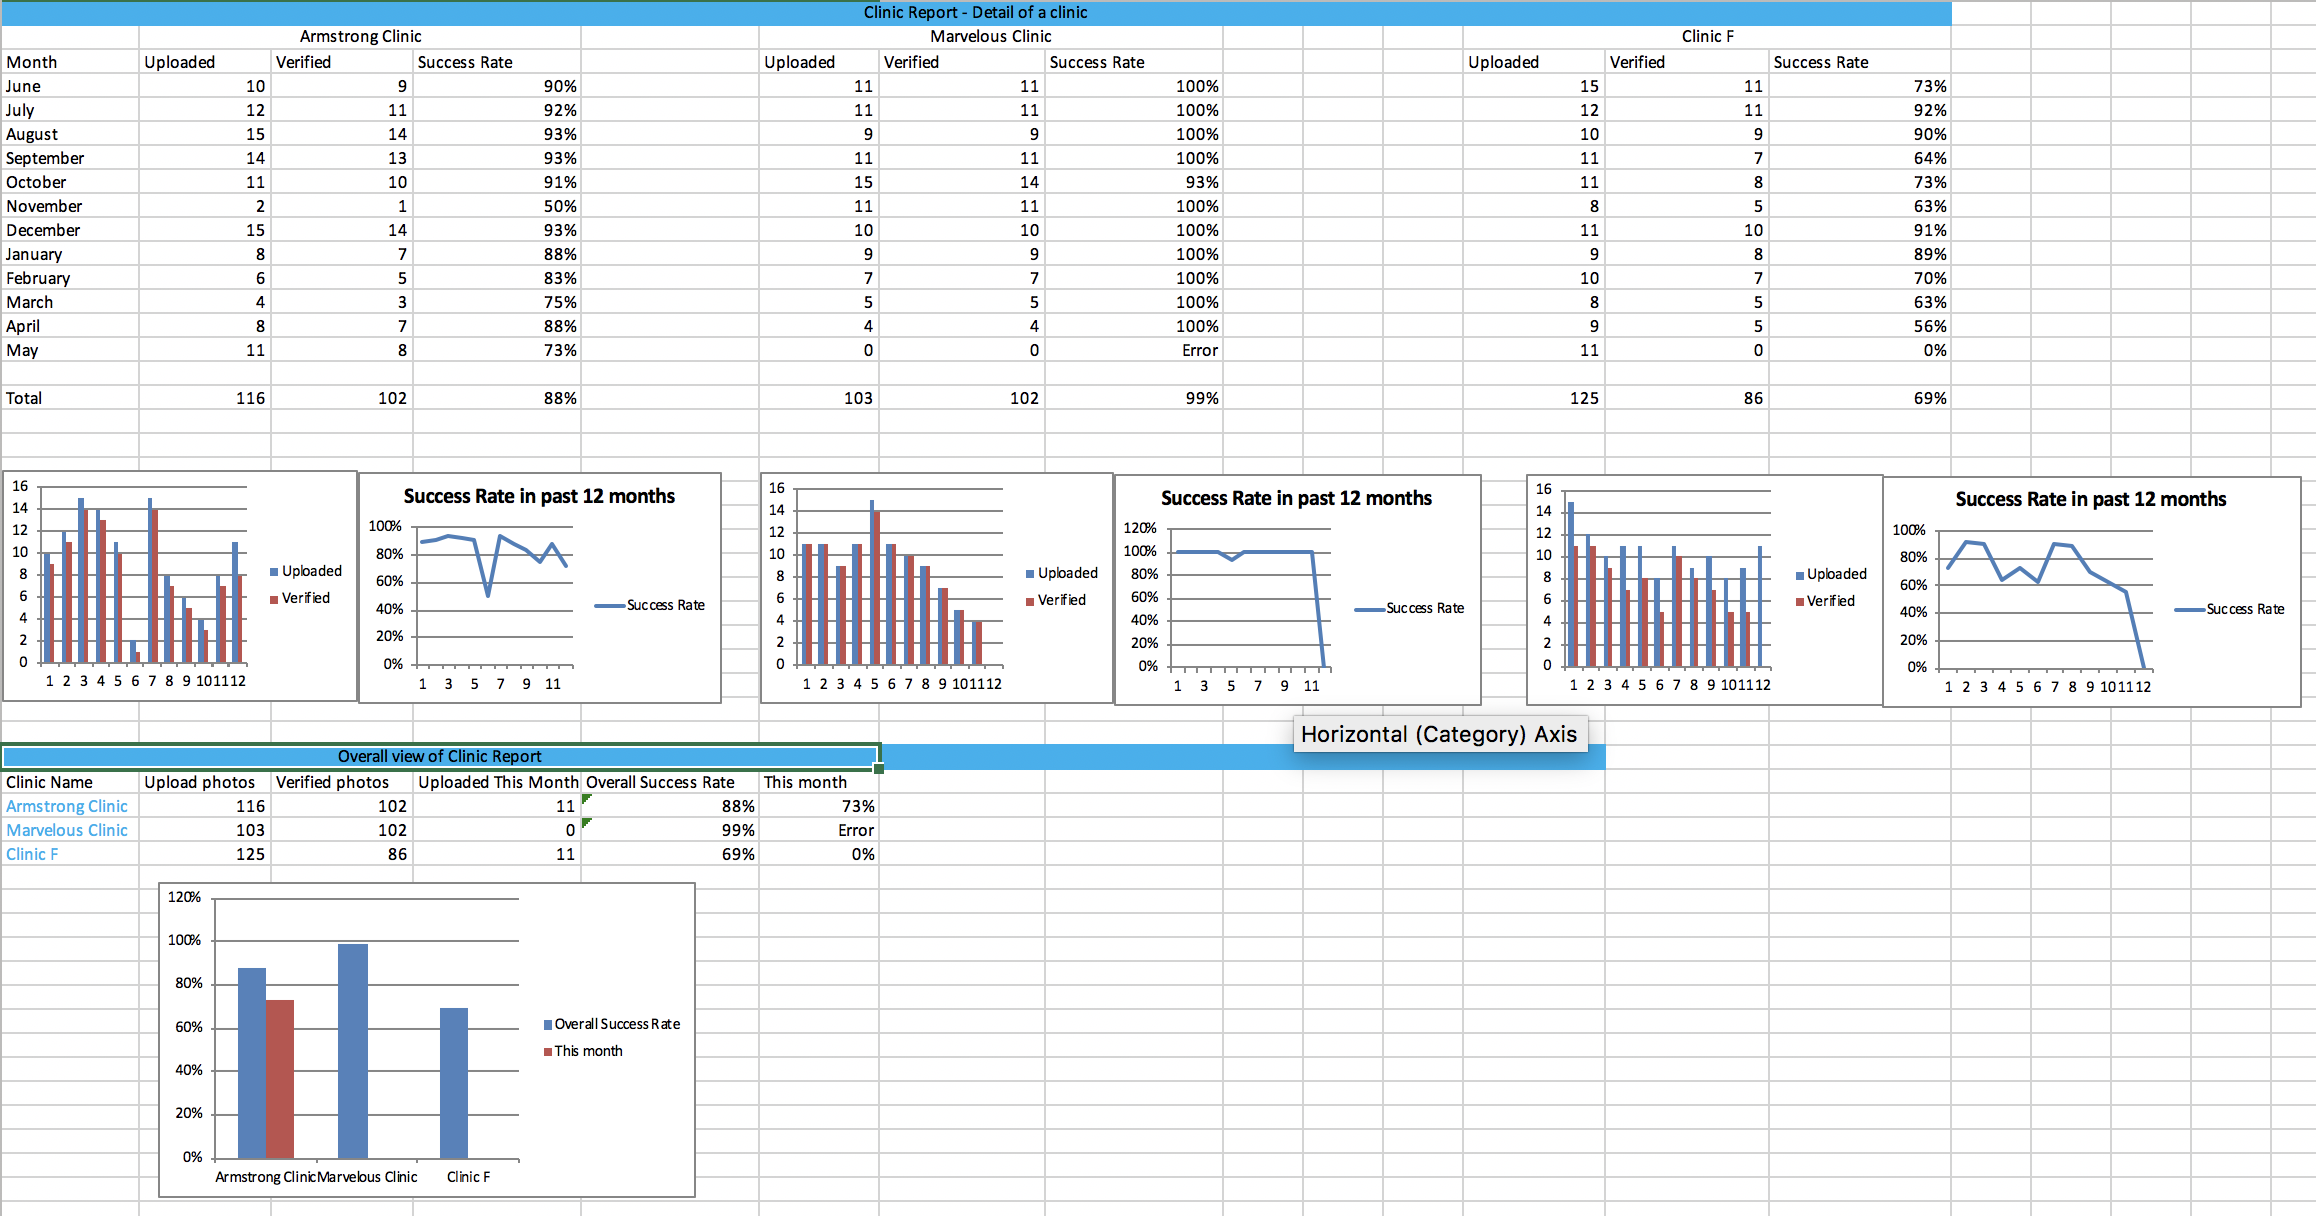 Clinic Report - Detail of a clinic
Armstrong Clinic Marvelous Clinic Clinic F
Month Uploaded Verified Success Rate Uploaded Verified Success Rate Uploaded Verified Success Rate
June 10 9 90% 11 11 100% 15 11 73%
July 12 11 92% 11 11 100% 12 11 92%
August 15 14 93% 9 9 100% 10 9 90%
September 14 13 93% 11 11 100% 11 7 64%
October 11 10 91% 15 14 93% 11 8 73%
November 2 1 50% 11 11 100% 8 5 63%
December 15 14 93% 10 10 100% 11 10 91%
January 8 7 88% 9 9 100% 9 8 89%
February 6 5 83% 7 7 100% 10 7 70%
March 4 3 75% 5 5 100% 8 5 63%
April 8 7 88% 4 4 100% 9 5 56%
May 11 8 73% 0 0 Error 11 0 0%
Total 116 102 88% 103 102 99% 125 86 69%
16
14
12
10
8
6
4
2
0
1 2 3 4 5 6 7 8 9 10 11 12
Uploaded
Verified
Success Rate in past 12 months
100%
80%
60%
40%
20%
0%
1 3 5 7 9 11
Success Rate
16
14
12
10
8
6
4
2
0
1 2 3 4 5 6 7 8 9 10 11 12
Uploaded
Verified
Success Rate in past 12 months
120%
100%
80%
60%
40%
20%
0%
1 3 5 7 9 11
Success Rate
16
14
12
10
8
6
4
2
0
1 2 3 4 5 6 7 8 9 10 11 12
Uploaded
Verified
Success Rate in past 12 months
100%
80%
60%
40%
20%
0%
1 2 3 4 5 6 7 8 9 10 11 12
Success Rate
Horizontal (Category) Axis
Overall view of Clinic Report
Clinic Name Upload photos Verified photos Uploaded This Month Overall Success Rate This month
Armstrong Clinic 116 102 11 88% 73%
Marvelous Clinic 103 102 0 99% Error
Clinic F 125 86 11 69% 0%
120%
100%
80%
60%
40%
20%
0%
Armstrong Clinic Marvelous Clinic Clinic F
Overall Success Rate
This month